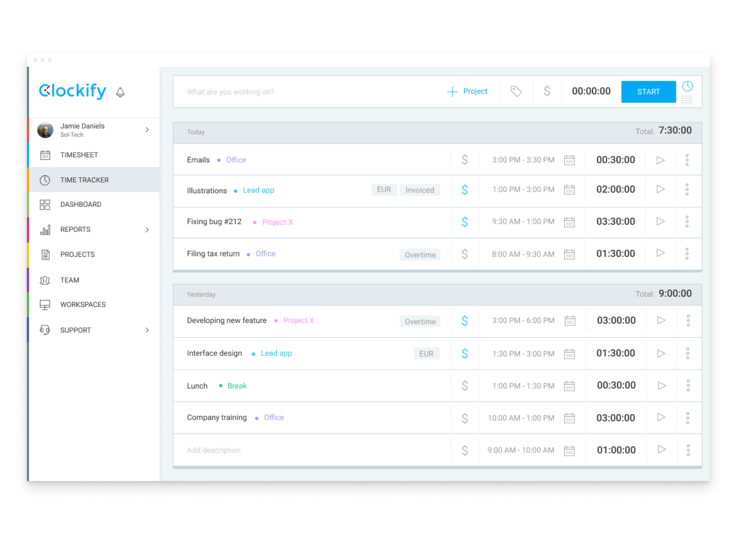 Clockify
Jamie Daniels
Sol-Tech
TIMESHEET
TIME TRACKER
DASHBOARD
REPORTS
PROJECTS
TEAM
WORKSPACES
SUPPORT
What are you working on? + Project $ 00:00:00 START
Today Total: 7:30:00
Emails • Office $ 3:00 PM - 3:30 PM 00:30:00
Illustrations • Lead app EUR Invoiced $ 1:00 PM - 3:00 PM 02:00:00
Fixing bug #212 • Project X $ 9:30 AM - 1:00 PM 03:30:00
Filing tax return • Office Overtime $ 8:00 AM - 9:30 AM 01:30:00
Yesterday Total: 9:00:00
Developing new feature • Project X Overtime $ 3:00 PM - 6:00 PM 03:00:00
Interface design • Lead app EUR $ 1:30 PM - 3:00 PM 01:30:00
Lunch • Break $ 1:00 PM - 1:30 PM 00:30:00
Company training • Office $ 10:00 AM - 1:00 PM 03:00:00
Add description $ 9:00 AM - 10:00 AM 01:00:00